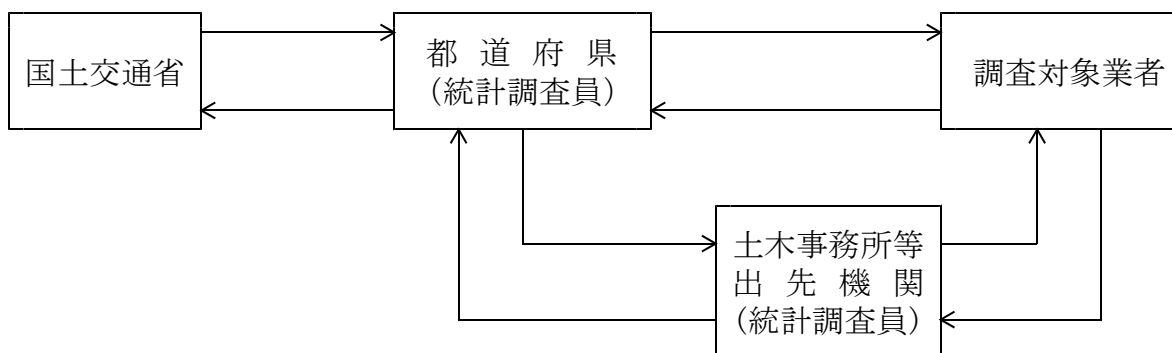 国土交通省
都道府県
(統計調査員)
調査対象業者
土木事務所等
出先機関
(統計調査員)